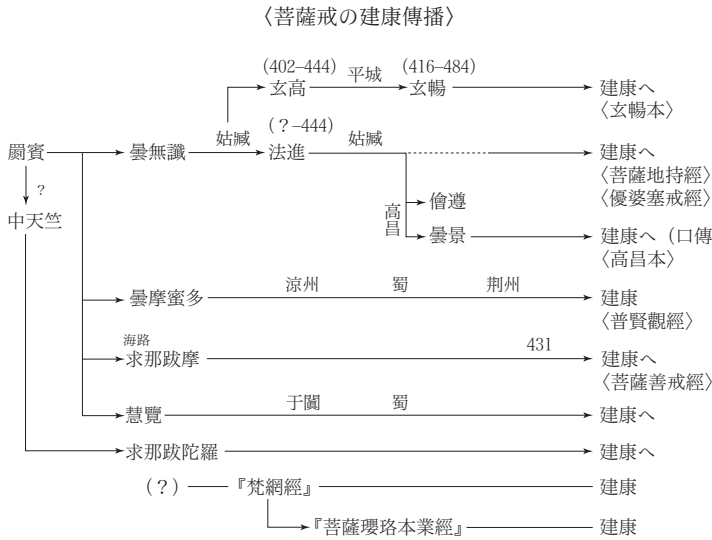 〈菩薩戒の建康傳播〉
(402–444) 平城 (416–484)
玄高 玄暢 建康へ
〈玄暢本〉
姑臧 (？-444) 姑臧
罽賓 曇無讖 法進 建康へ
〈菩薩地持經〉
〈優婆塞戒經〉
？
中天竺
高昌
僧遵
曇景 建康へ（口傳
〈高昌本〉
涼州 蜀 荆州
曇摩蜜多 建康
〈普賢觀經〉
海路
求那跋摩 431 建康へ
〈菩薩善戒經〉
于闐 蜀
慧覽 建康へ
求那跋陀羅 建康へ
（？） 『梵網經』 建康
『菩薩瓔珞本業經』 建康